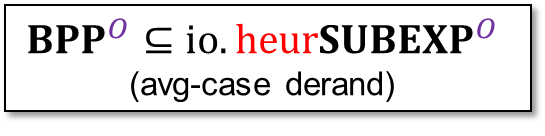 BPP^O ⊆ io.heurSUBEXP^O
(avg-case derand)